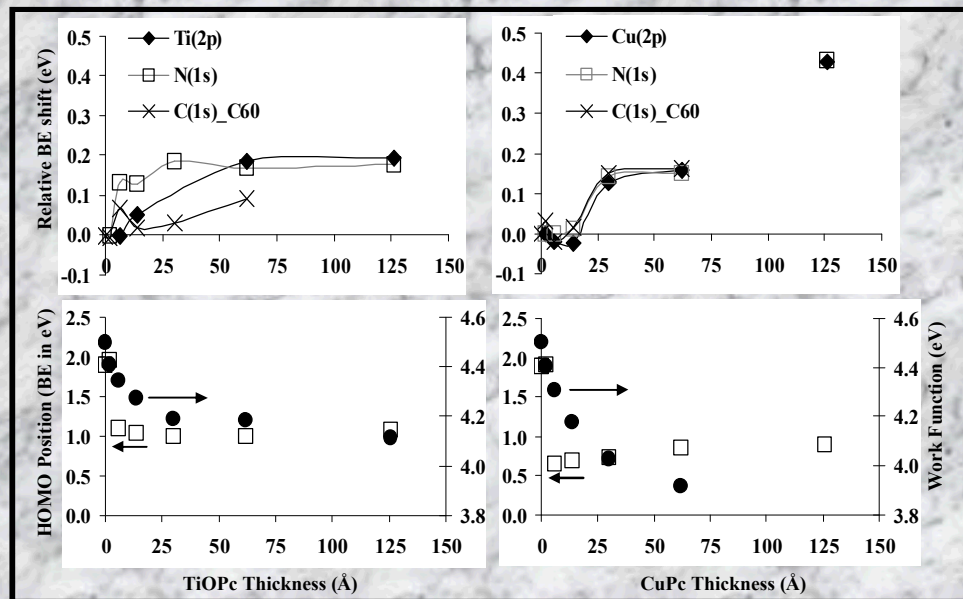 Relative BE shift (eV)
0.5
0.4
0.3
0.2
0.1
0.0
-0.1
Ti(2p)
N(1s)
C(1s)_C60
0 25 50 75 100 125 150
0.5
0.4
0.3
0.2
0.1
0.0
-0.1
Cu(2p)
N(1s)
C(1s)_C60
0 25 50 75 100 125 150
HOMO Position (BE in eV)
2.5
2.0
1.5
1.0
0.5
0.0
4.6
4.4
4.2
4.0
3.8
0 25 50 75 100 125 150
TiOPc Thickness (Å)
2.5
2.0
1.5
1.0
0.5
0.0
4.6
4.4
4.2
4.0
3.8
Work Function (eV)
0 25 50 75 100 125 150
CuPc Thickness (Å)